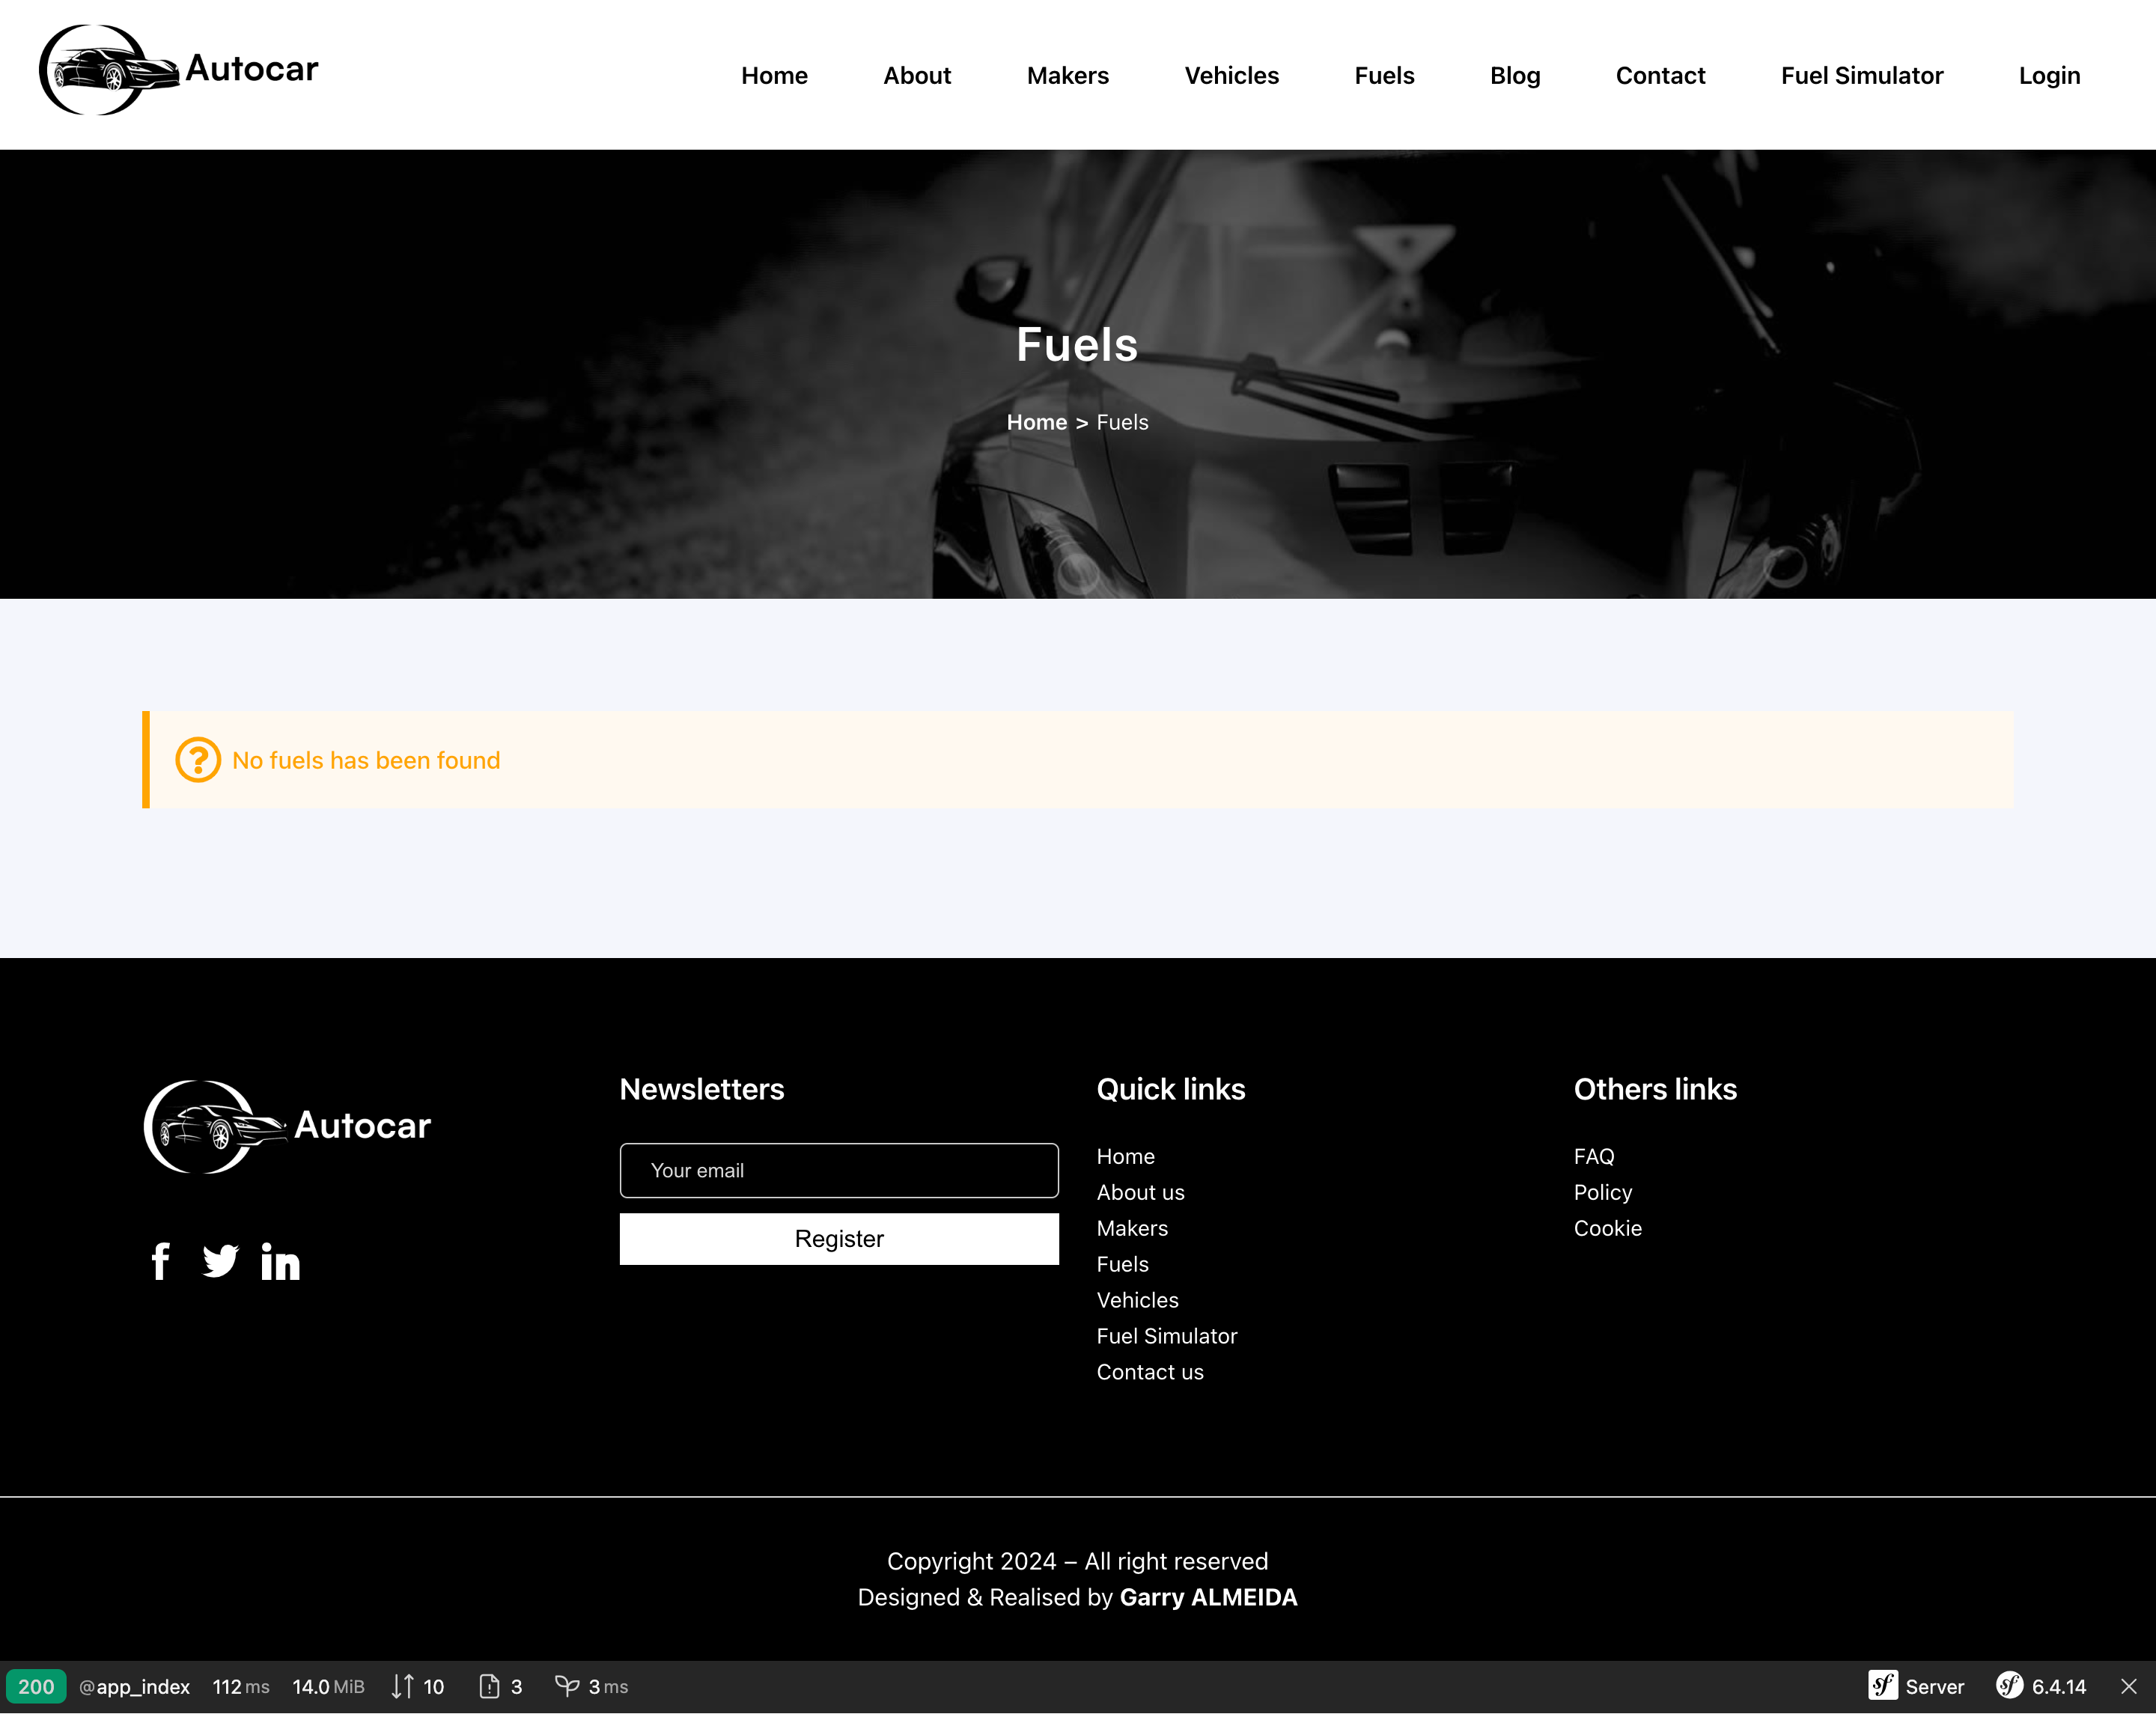 Autocar
Home About Makers Vehicles Fuels Blog Contact Fuel Simulator Login
Fuels
Home > Fuels
No fuels has been found
Autocar
Newsletters
Your email
Register
Quick links
Home
About us
Makers
Fuels
Vehicles
Fuel Simulator
Contact us
Others links
FAQ
Policy
Cookie
Copyright 2024 – All right reserved
Designed & Realised by Garry ALMEIDA
200 @app_index 112 ms 14.0 MiB 10 3 3 ms Server 6.4.14